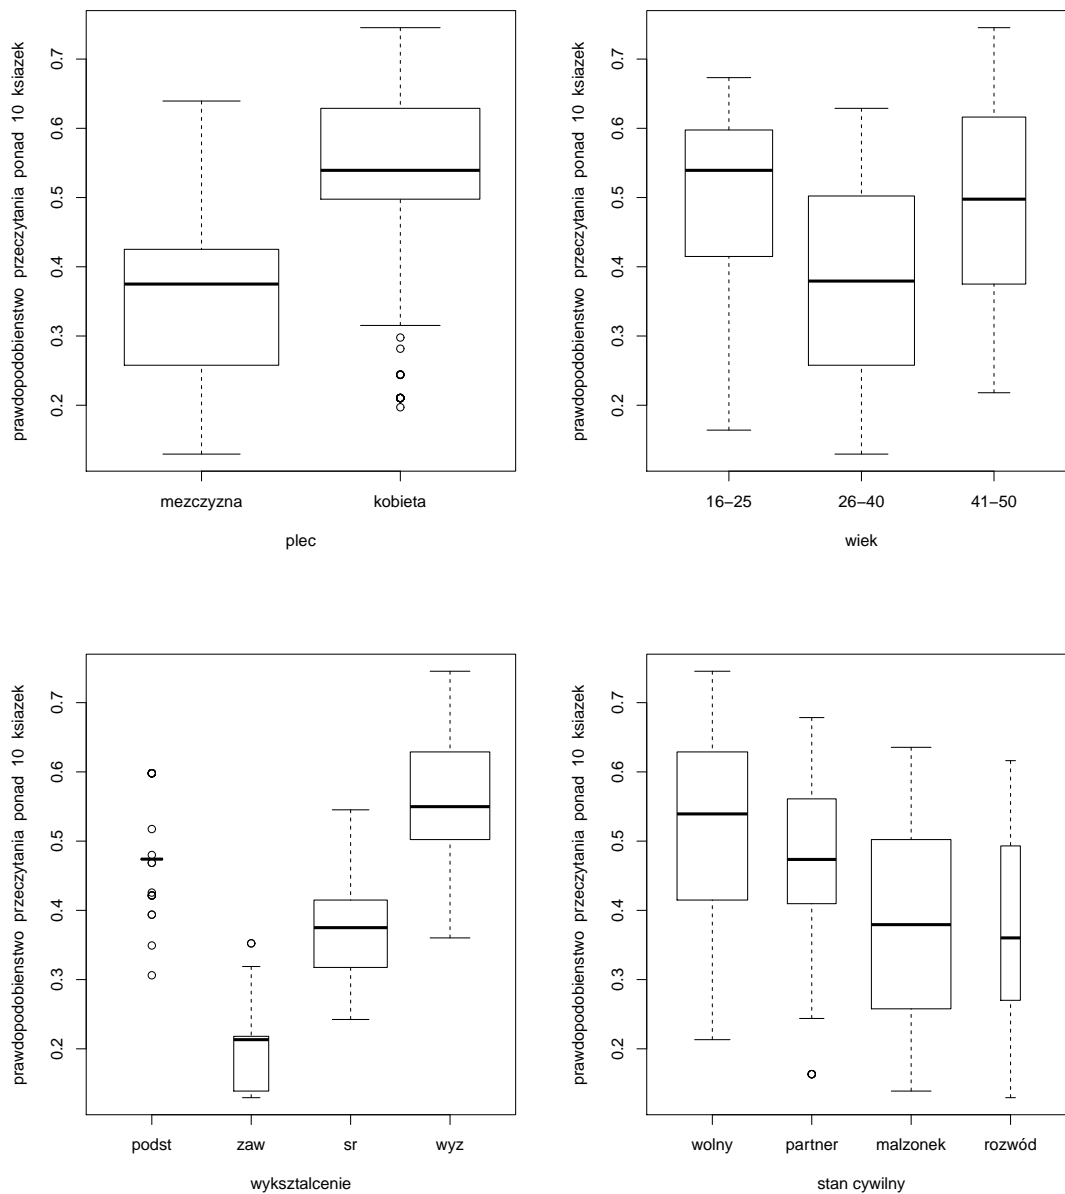 prawdopodobienstwo przeczytania ponad 10 ksiazek
0.7
0.6
0.5
0.4
0.3
0.2
mezczyzna kobieta
plec
prawdopodobienstwo przeczytania ponad 10 ksiazek
0.7
0.6
0.5
0.4
0.3
0.2
16−25 26−40 41−50
wiek
prawdopodobienstwo przeczytania ponad 10 ksiazek
0.7
0.6
0.5
0.4
0.3
0.2
podst zaw sr wyz
wyksztalcenie
prawdopodobienstwo przeczytania ponad 10 ksiazek
0.7
0.6
0.5
0.4
0.3
0.2
wolny partner malzonek rozwód
stan cywilny